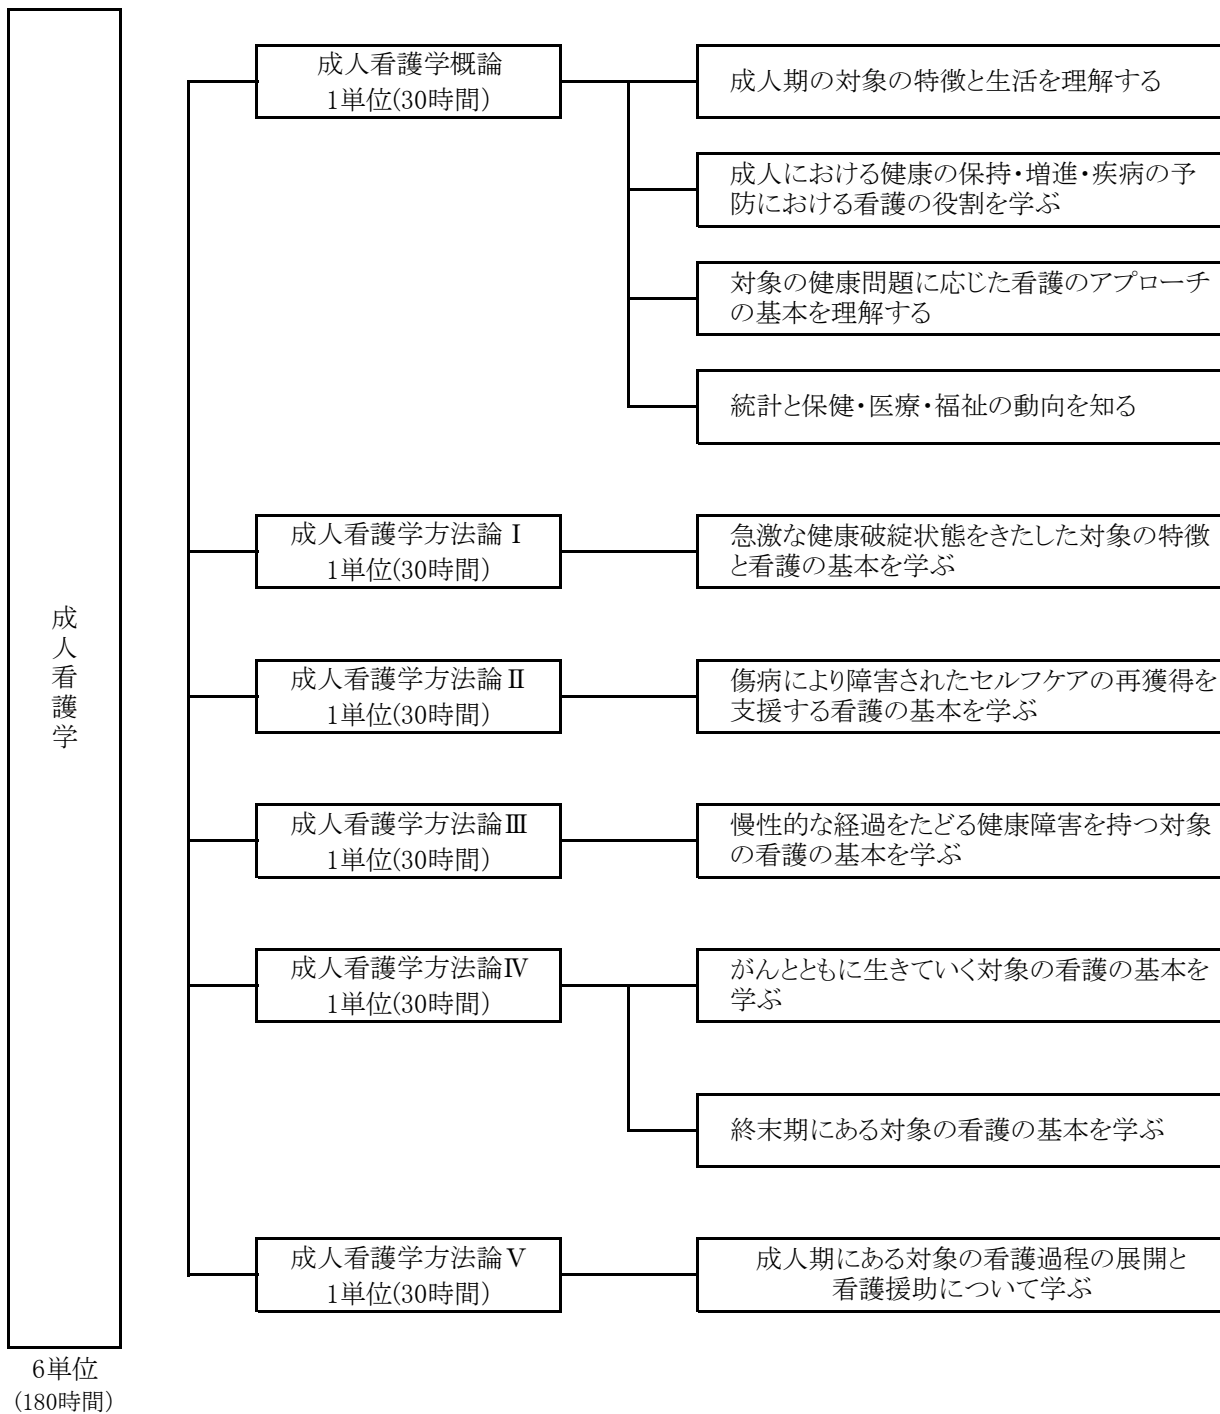 成人看護学
6単位
(180時間)
成人看護学概論
1単位(30時間)
成人期の対象の特徴と生活を理解する
成人における健康の保持・増進・疾病の予
防における看護の役割を学ぶ
対象の健康問題に応じた看護のアプローチ
の基本を理解する
統計と保健・医療・福祉の動向を知る
成人看護学方法論Ⅰ
1単位(30時間)
急激な健康破綻状態をきたした対象の特徴
と看護の基本を学ぶ
成人看護学方法論Ⅱ
1単位(30時間)
傷病により障害されたセルフケアの再獲得を
支援する看護の基本を学ぶ
成人看護学方法論Ⅲ
1単位(30時間)
慢性的な経過をたどる健康障害を持つ対象
の看護の基本を学ぶ
成人看護学方法論Ⅳ
1単位(30時間)
がんとともに生きていく対象の看護の基本を
学ぶ
終末期にある対象の看護の基本を学ぶ
成人看護学方法論Ⅴ
1単位(30時間)
成人期にある対象の看護過程の展開と
看護援助について学ぶ